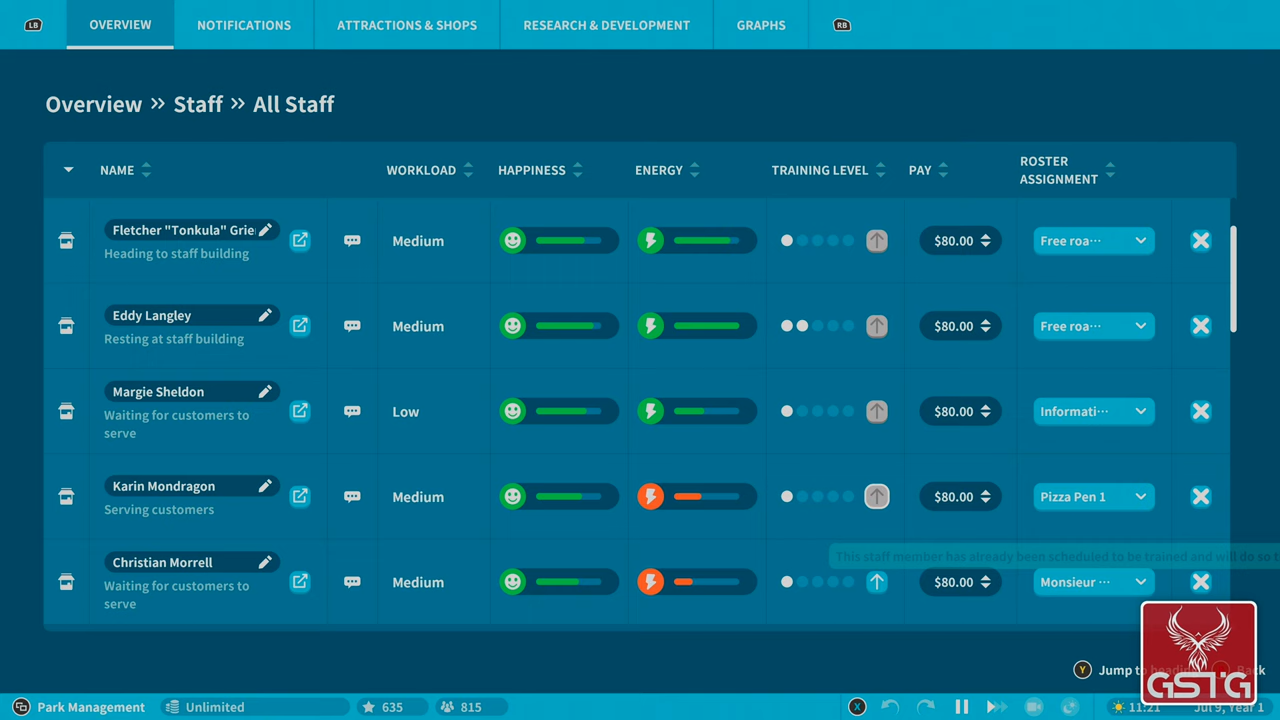 LB
OVERVIEW
NOTIFICATIONS
ATTRACTIONS & SHOPS
RESEARCH & DEVELOPMENT
GRAPHS
RB
Overview » Staff » All Staff
NAME
WORKLOAD
HAPPINESS
ENERGY
TRAINING LEVEL
PAY
ROSTER
ASSIGNMENT
Fletcher "Tonkula" Grie
Heading to staff building
Medium
$80.00
Free roa···
Eddy Langley
Resting at staff building
Medium
$80.00
Free roa···
Margie Sheldon
Waiting for customers to
serve
Low
$80.00
Informati···
Karin Mondragon
Serving customers
Medium
$80.00
Pizza Pen 1
This staff member has already been scheduled to be trained and will do so
Christian Morrell
Waiting for customers to
serve
Medium
$80.00
Monsieur ···
GSTG
Y Jump to heading
Back
Park Management
Unlimited
635
815
X
11:21
Jul 9, Year 1